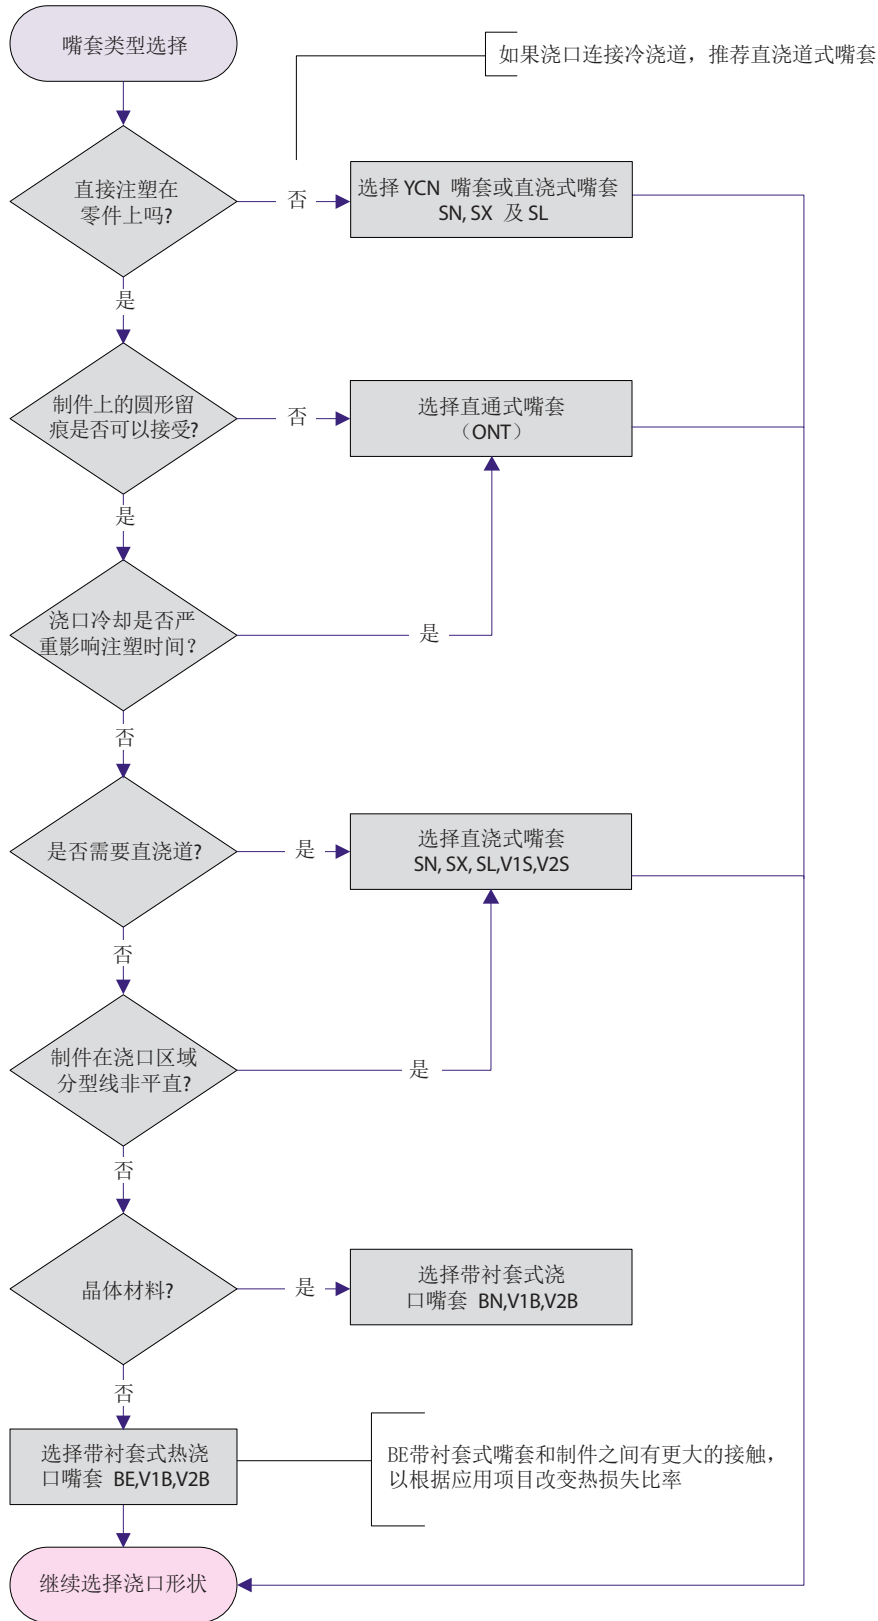 嘴套类型选择
如果浇口连接冷浇道，推荐直浇道式嘴套
直接注塑在
零件上吗?
否
选择 YCN 嘴套或直浇式嘴套
SN, SX 及 SL
是
制件上的圆形留
痕是否可以接受?
否
选择直通式嘴套
（ONT）
是
浇口冷却是否严
重影响注塑时间?
是
否
是否需要直浇道?
是
选择直浇式嘴套
SN, SX, SL,V1S,V2S
否
制件在浇口区域
分型线非平直?
是
否
晶体材料?
是
选择带衬套式浇
口嘴套 BN,V1B,V2B
否
选择带衬套式热浇
口嘴套 BE,V1B,V2B
BE带衬套式嘴套和制件之间有更大的接触，
以根据应用项目改变热损失比率
继续选择浇口形状